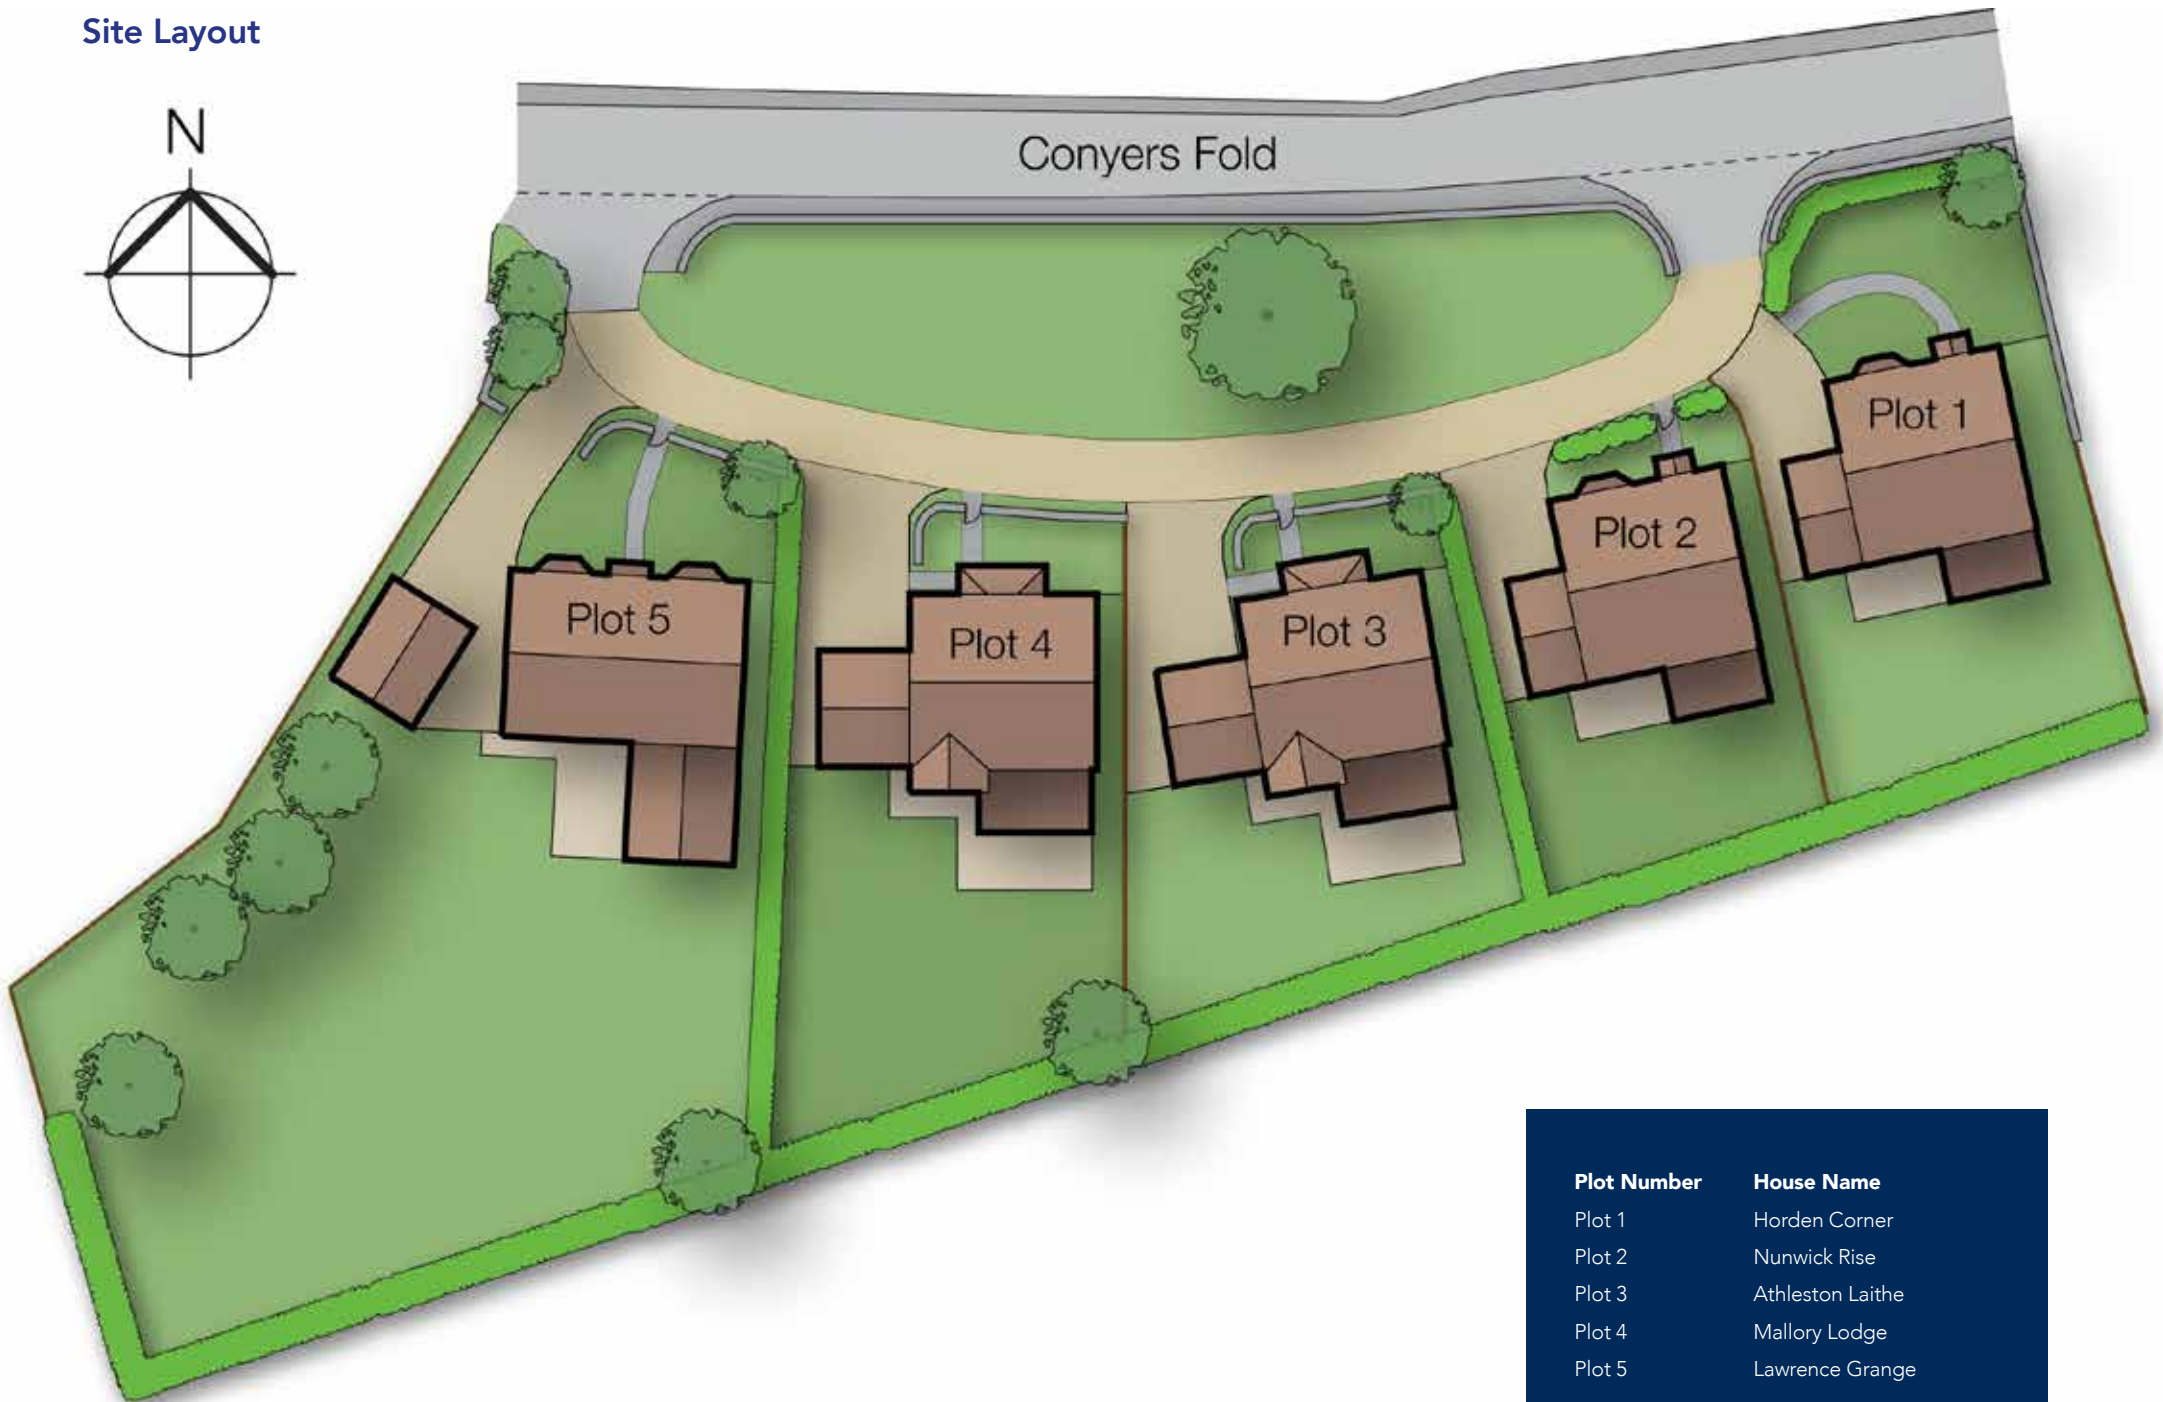 Site Layout
N
Conyers Fold
Plot 1
Plot 2
Plot 3
Plot 4
Plot 5
Plot Number House Name
Plot 1 Horden Corner
Plot 2 Nunwick Rise
Plot 3 Athleston Laithe
Plot 4 Mallory Lodge
Plot 5 Lawrence Grange